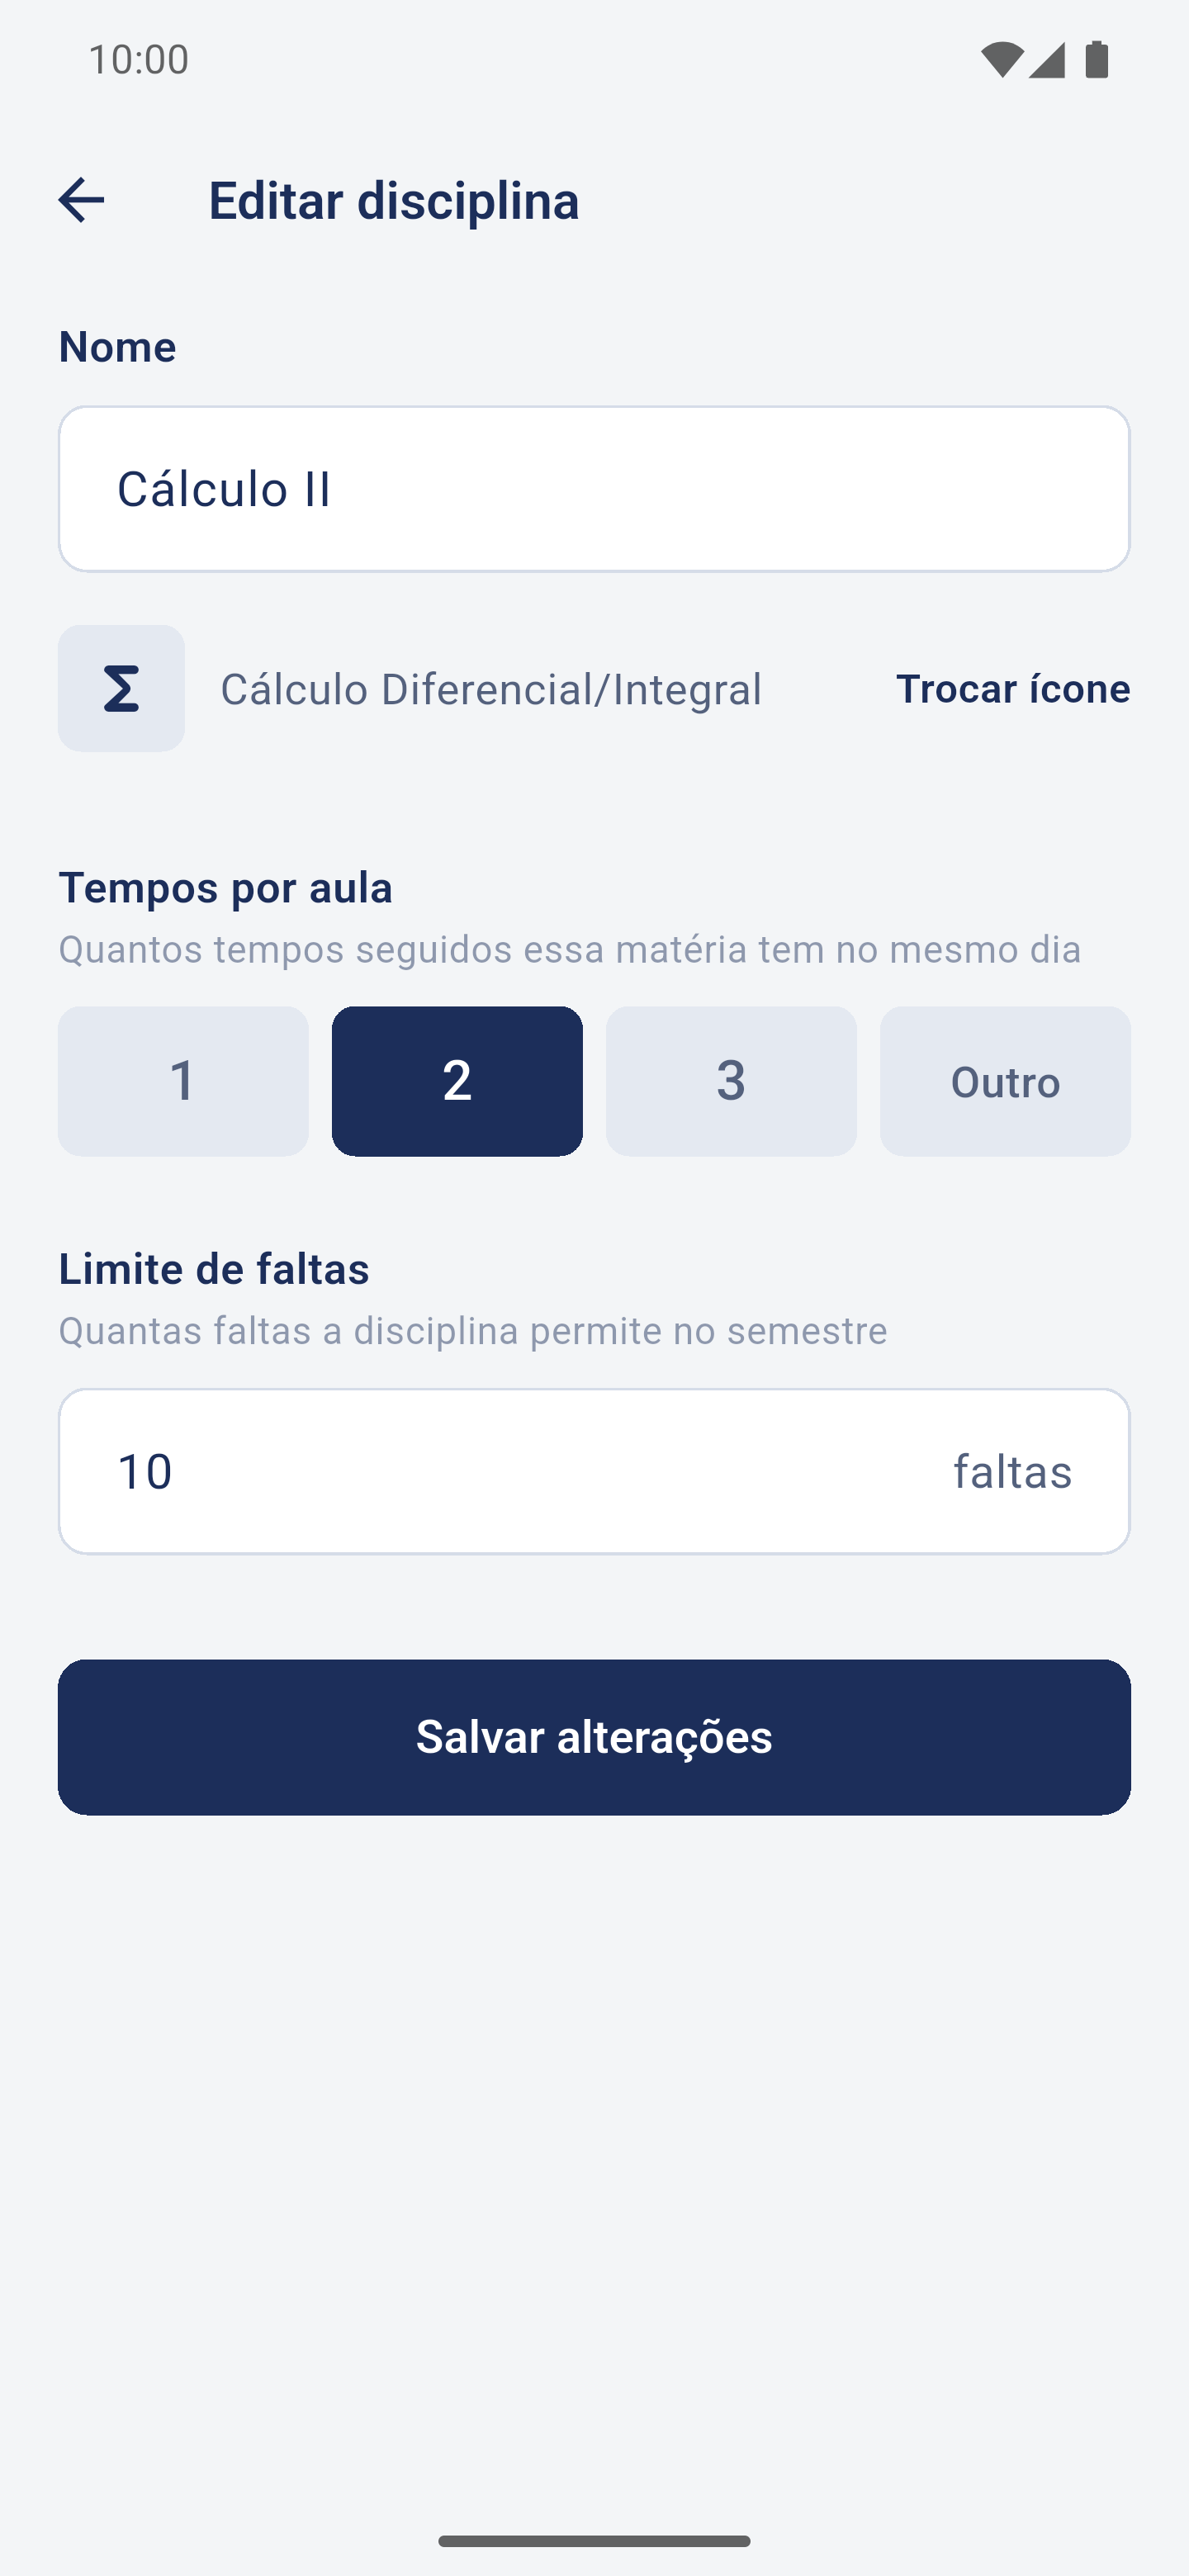 10:00
Editar disciplina
Nome
Cálculo II
Σ
Cálculo Diferencial/Integral
Trocar ícone
Tempos por aula
Quantos tempos seguidos essa matéria tem no mesmo dia
1 2 3 Outro
Limite de faltas
Quantas faltas a disciplina permite no semestre
10 faltas
Salvar alterações